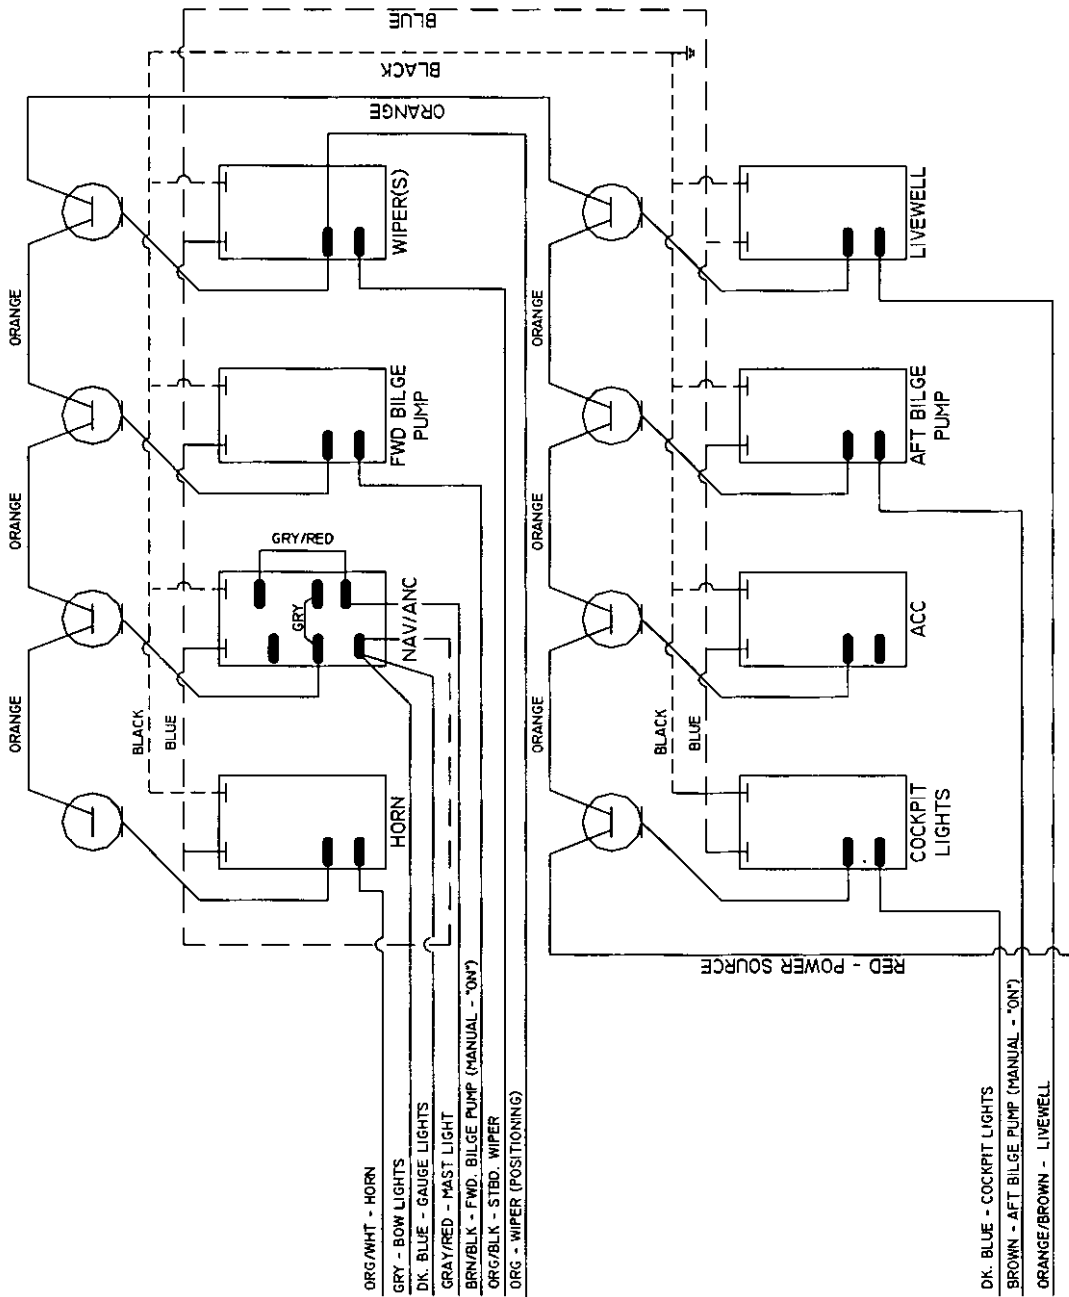 BLUE
BLACK
ORANGE
ORANGE
ORANGE
ORANGE
BLACK
BLUE
HORN
NAV/ANC
GRY/RED
GRY
FWD BILGE
PUMP
WIPER(S)
ORG/WHT - HORN
GRY - BOW LIGHTS
DK. BLUE - GAUGE LIGHTS
GRAY/RED - MAST LIGHT
BRN/BLK - FWD. BILGE PUMP (MANUAL - "ON")
ORG/BLK - STBD. WIPER
ORG - WIPER (POSITIONING)
ORANGE
ORANGE
ORANGE
BLACK
BLUE
COCKPIT
LIGHTS
ACC
AFT BILGE
PUMP
LIVEWELL
RED - POWER SOURCE
DK. BLUE - COCKPIT LIGHTS
BROWN - AFT BILGE PUMP (MANUAL - "ON")
ORANGE/BROWN - LIVEWELL